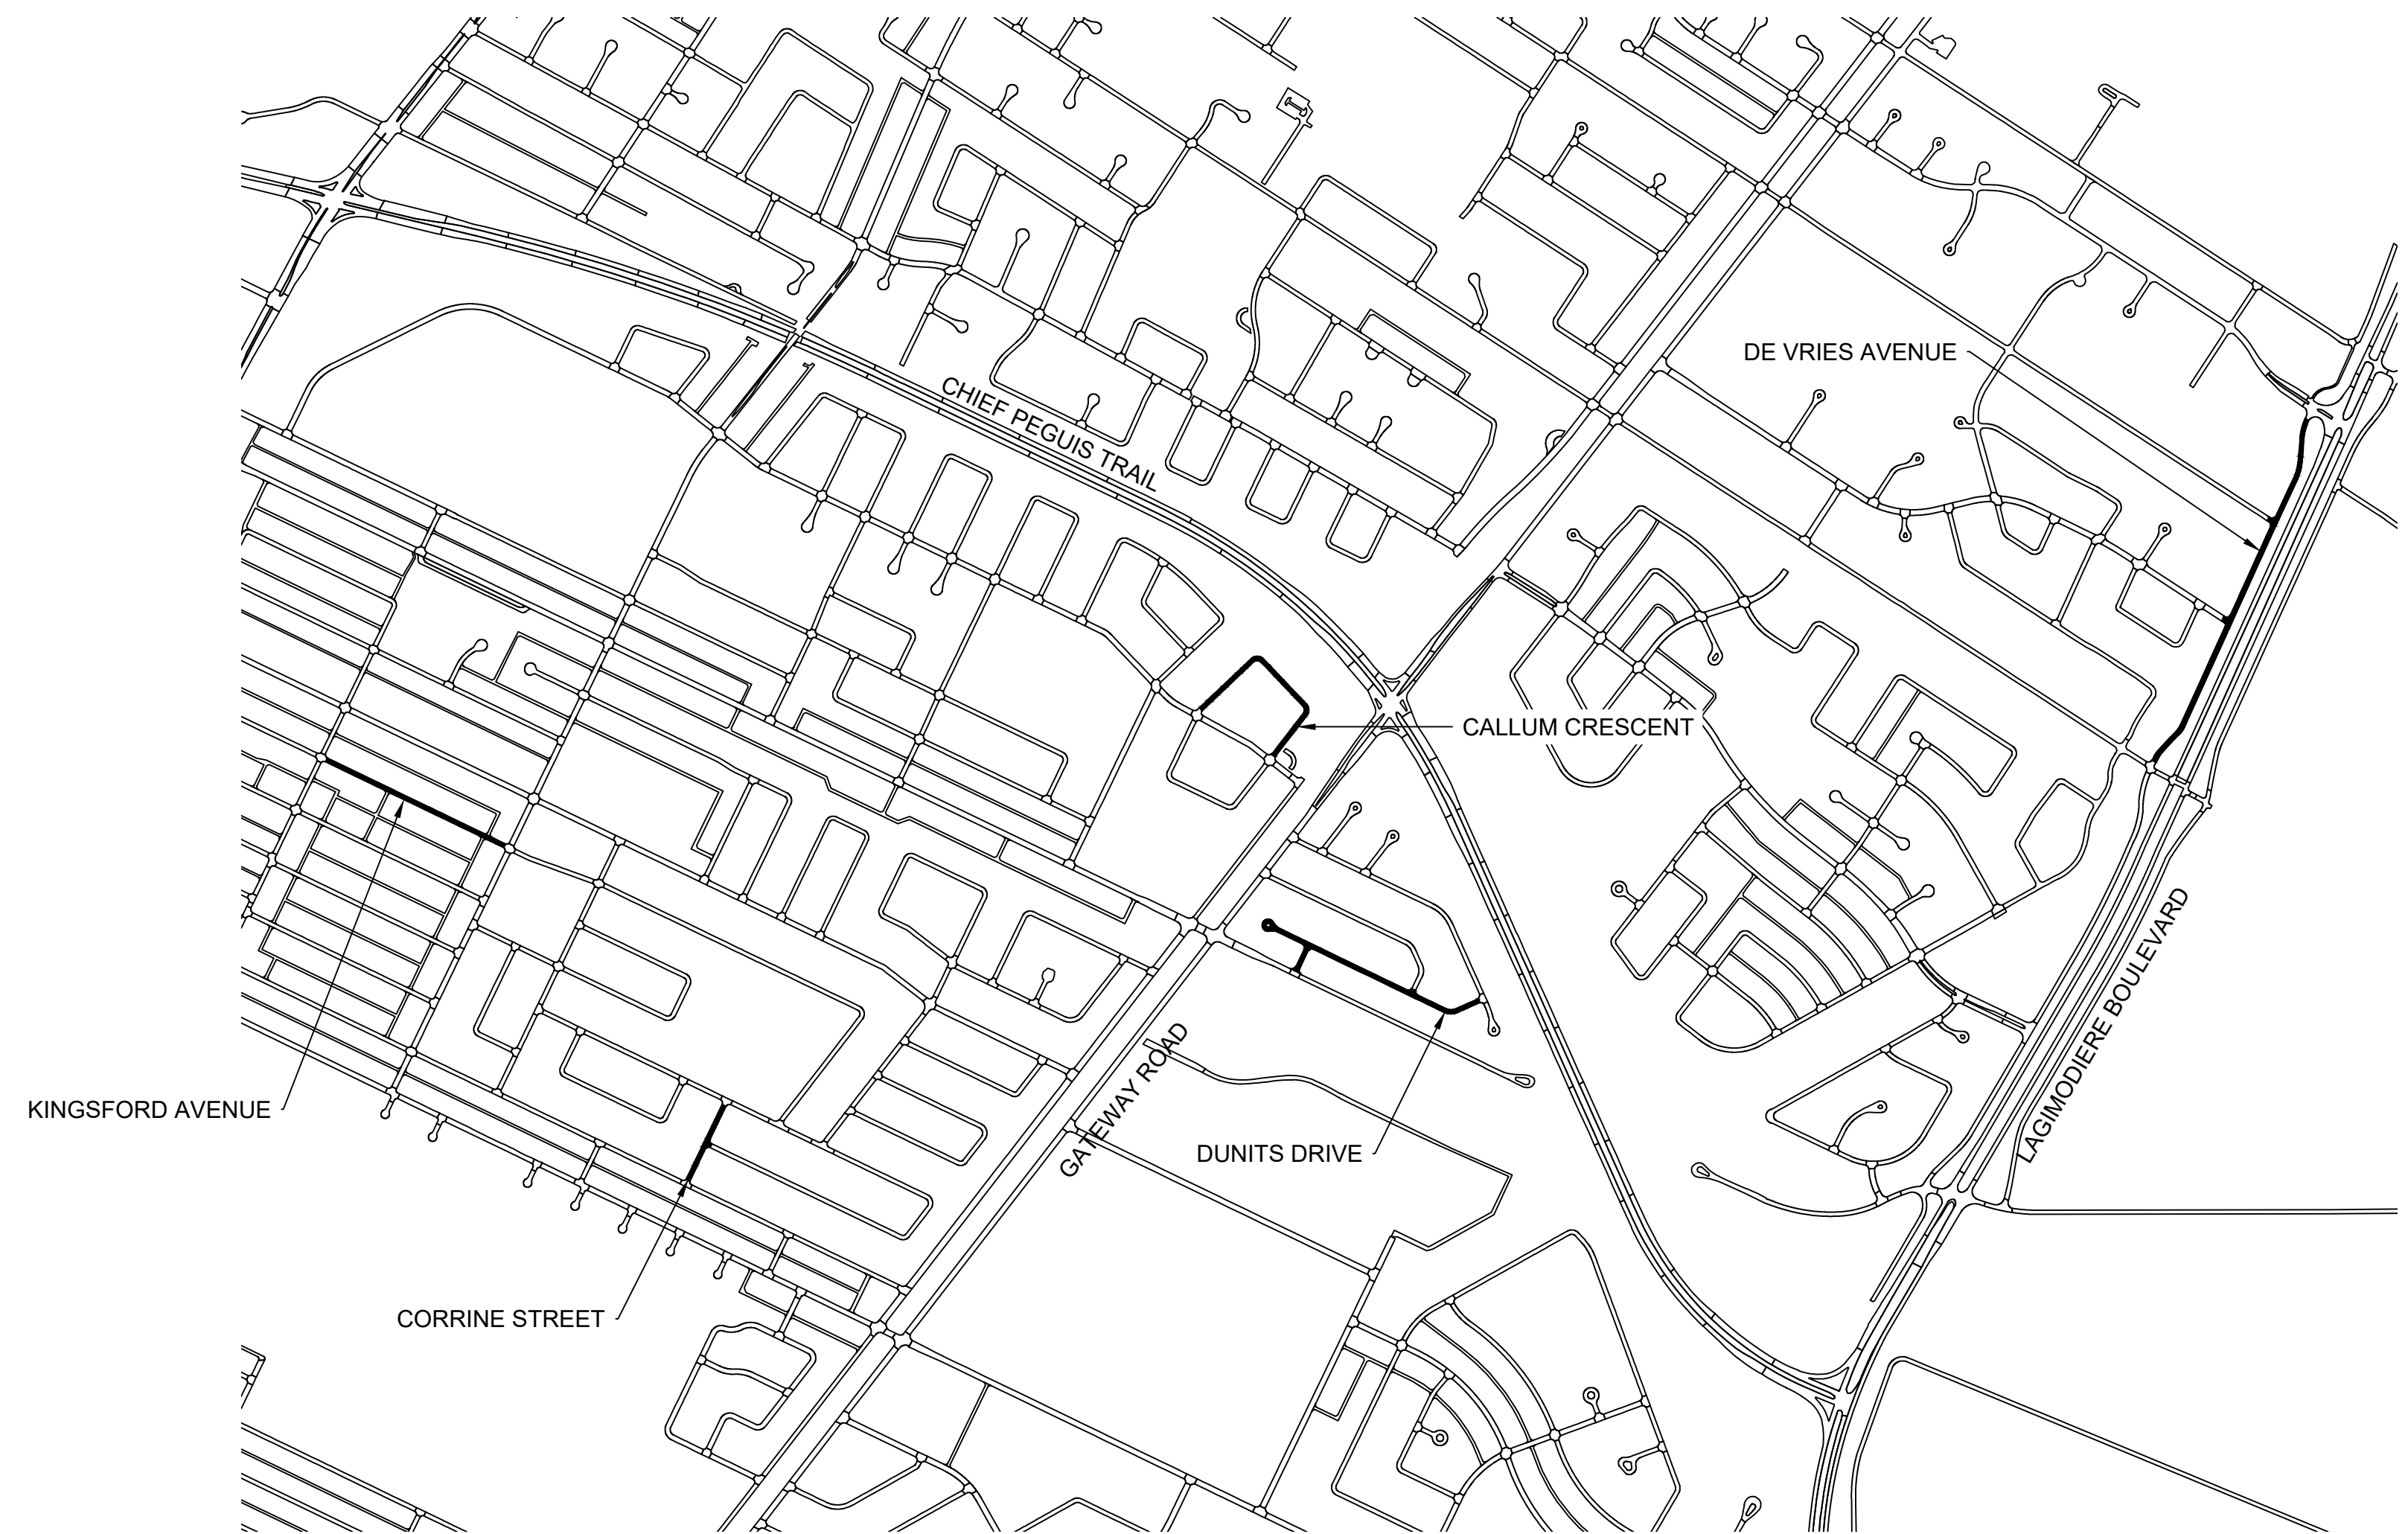 DE VRIES AVENUE
CHIEF PEGUIS TRAIL
CALLUM CRESCENT
LAGIMODIERE BOULEVARD
GATEWAY ROAD
KINGSFORD AVENUE
DUNITS DRIVE
CORRINE STREET